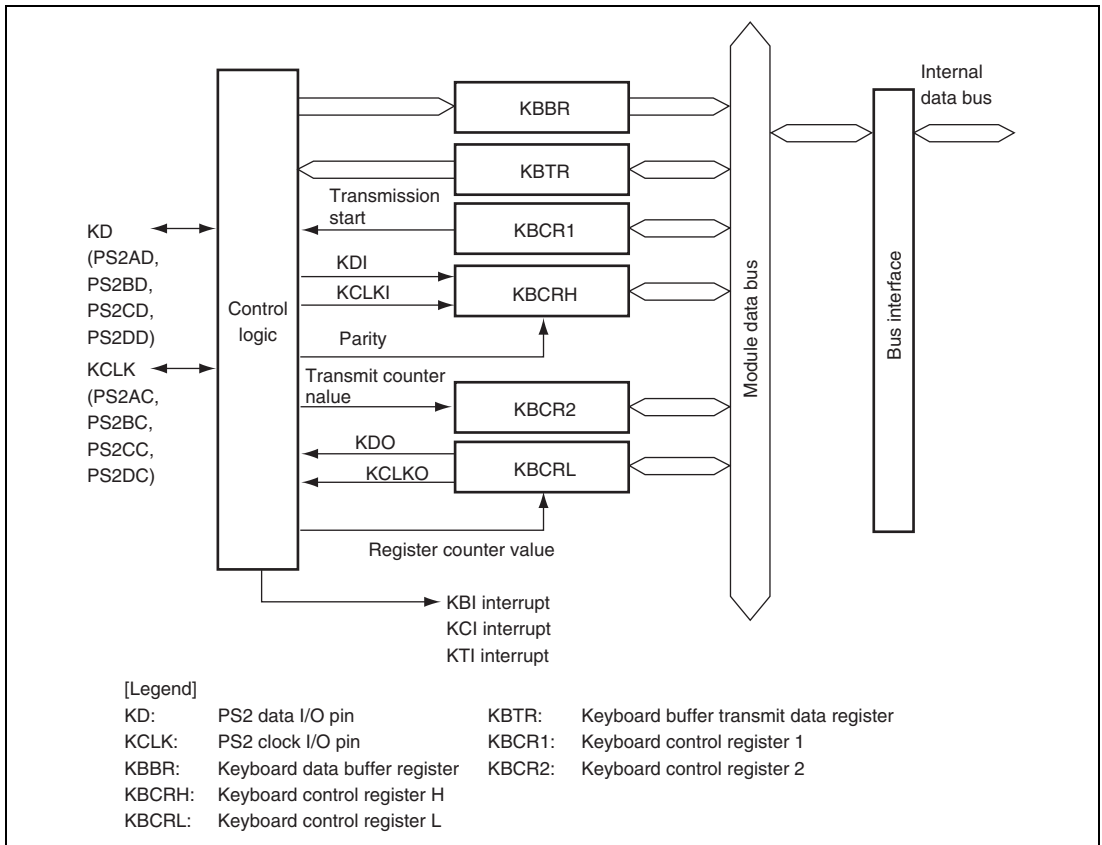 Internal
data bus
KBBR
KBTR
Transmission
start
KBCR1
KD
(PS2AD,
PS2BD,
PS2CD,
PS2DD)
KDI
KCLKI
KBCRH
Control
logic
Parity
Module data bus
Bus interface
KCLK
(PS2AC,
PS2BC,
PS2CC,
PS2DC)
Transmit counter
nalue
KBCR2
KDO
KCLKO
KBCRL
Register counter value
KBI interrupt
KCI interrupt
KTI interrupt
[Legend]
KD: PS2 data I/O pin
KCLK: PS2 clock I/O pin
KBBR: Keyboard data buffer register
KBCRH: Keyboard control register H
KBCRL: Keyboard control register L
KBTR: Keyboard buffer transmit data register
KBCR1: Keyboard control register 1
KBCR2: Keyboard control register 2